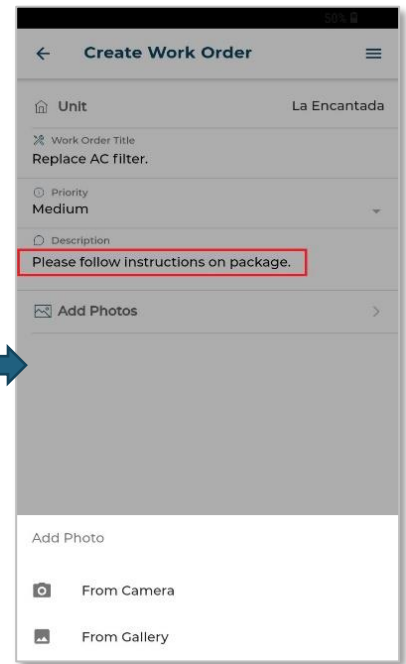 58%
Create Work Order
Unit La Encantada
Work Order Title
Replace AC filter.
Priority
Medium
Description
Please follow instructions on package.
Add Photos
Add Photo
From Camera
From Gallery